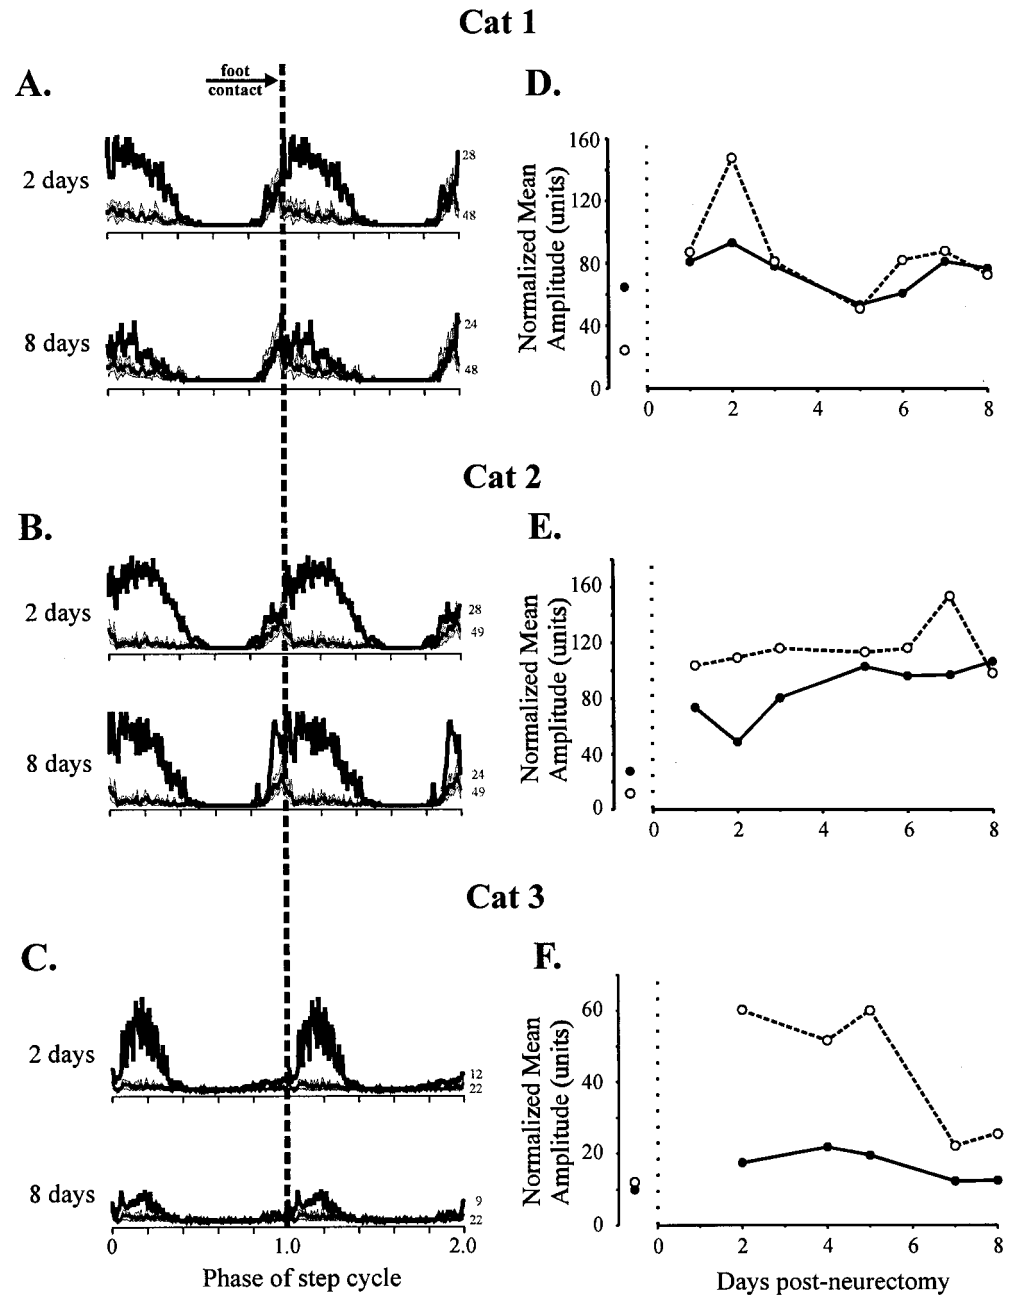 Cat 1
A.
foot
contact
2 days
28
48
8 days
24
48
D.
Normalized Mean
Amplitude (units)
160
120
80
40
0
0 2 4 6 8
Cat 2
B.
2 days
28
49
8 days
24
49
E.
Normalized Mean
Amplitude (units)
160
120
80
40
0
0 2 4 6 8
Cat 3
C.
2 days
12
22
8 days
9
22
0 1.0 2.0
Phase of step cycle
F.
Normalized Mean
Amplitude (units)
60
40
20
0
0 2 4 6 8
Days post-neurectomy